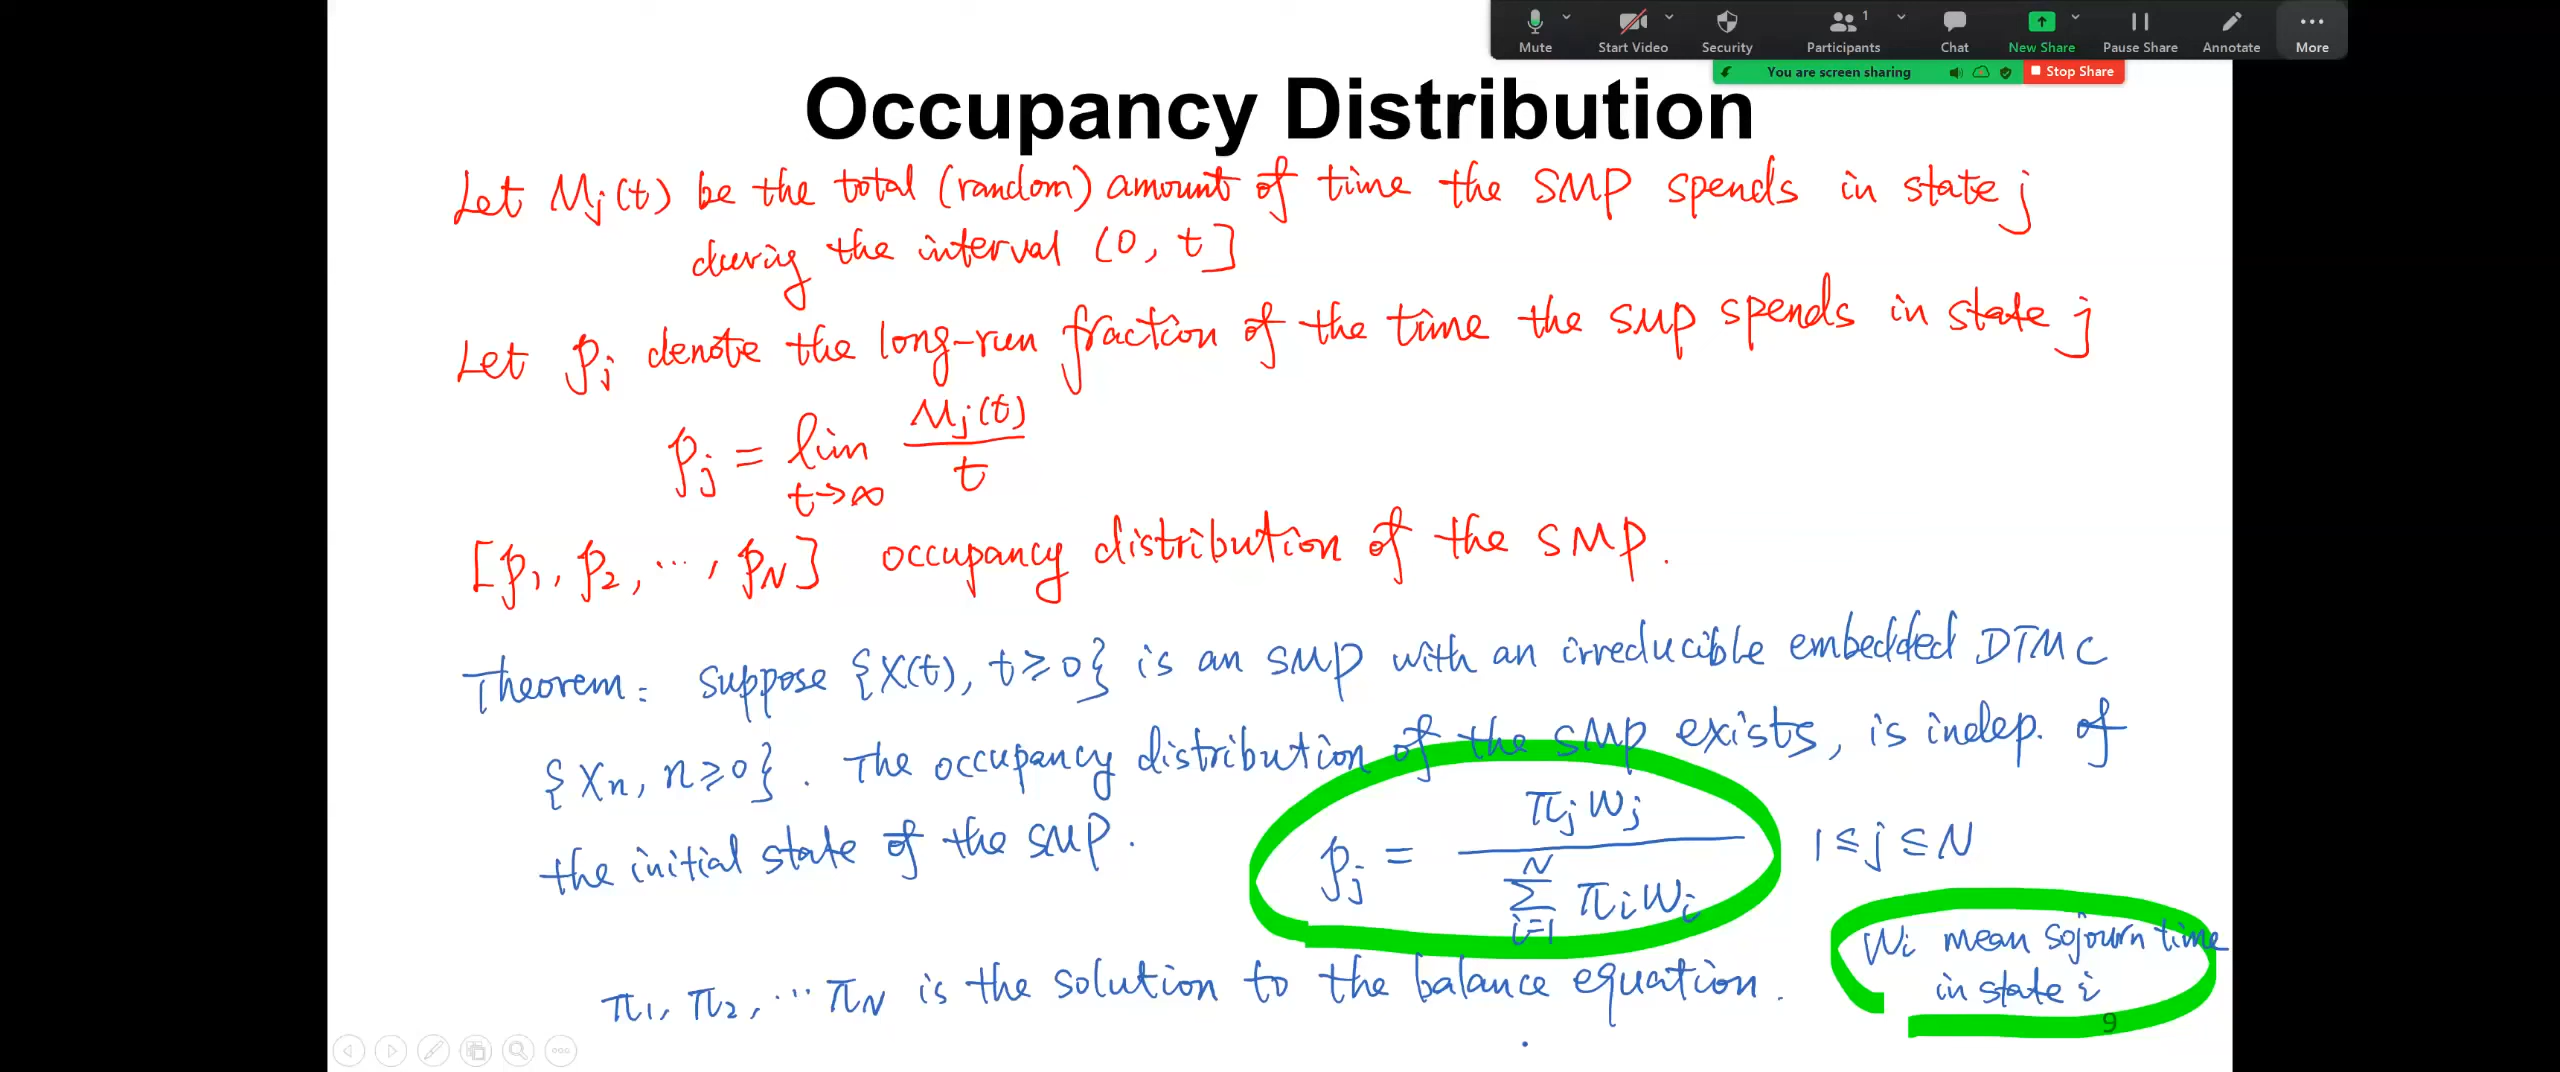 Mute
Start Video
Security
Participants 1
Chat
New Share
Pause Share
Annotate
More
You are screen sharing
Stop Share
Occupancy Distribution
Let Mj(t) be the total (random) amount of time the SMP spends in state j
during the interval (0, t]
Let pj denote the long-run fraction of the time the SMP spends in state j
pj = lim t→∞ Mj(t) / t
[p1, p2, ..., pN] occupancy distribution of the SMP.
Theorem: suppose {X(t), t≥0} is an SMP with an irreducible embedded DTMC
{Xn, n≥0}. The occupancy distribution of the SMP exists, is indep. of
the initial state of the SMP.
pj = πj wj / Σ i=1 N πi wi 1≤j≤N
Wi mean sojourn time
in state i
π1, π2, ... πN is the solution to the balance equation.
9